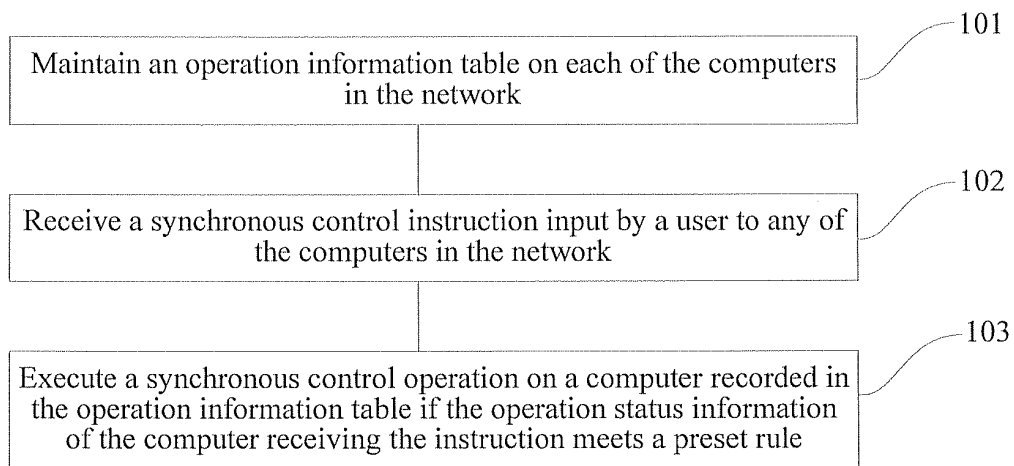 101
Maintain an operation information table on each of the computers
in the network
102
Receive a synchronous control instruction input by a user to any of
the computers in the network
103
Execute a synchronous control operation on a computer recorded in
the operation information table if the operation status information
of the computer receiving the instruction meets a preset rule